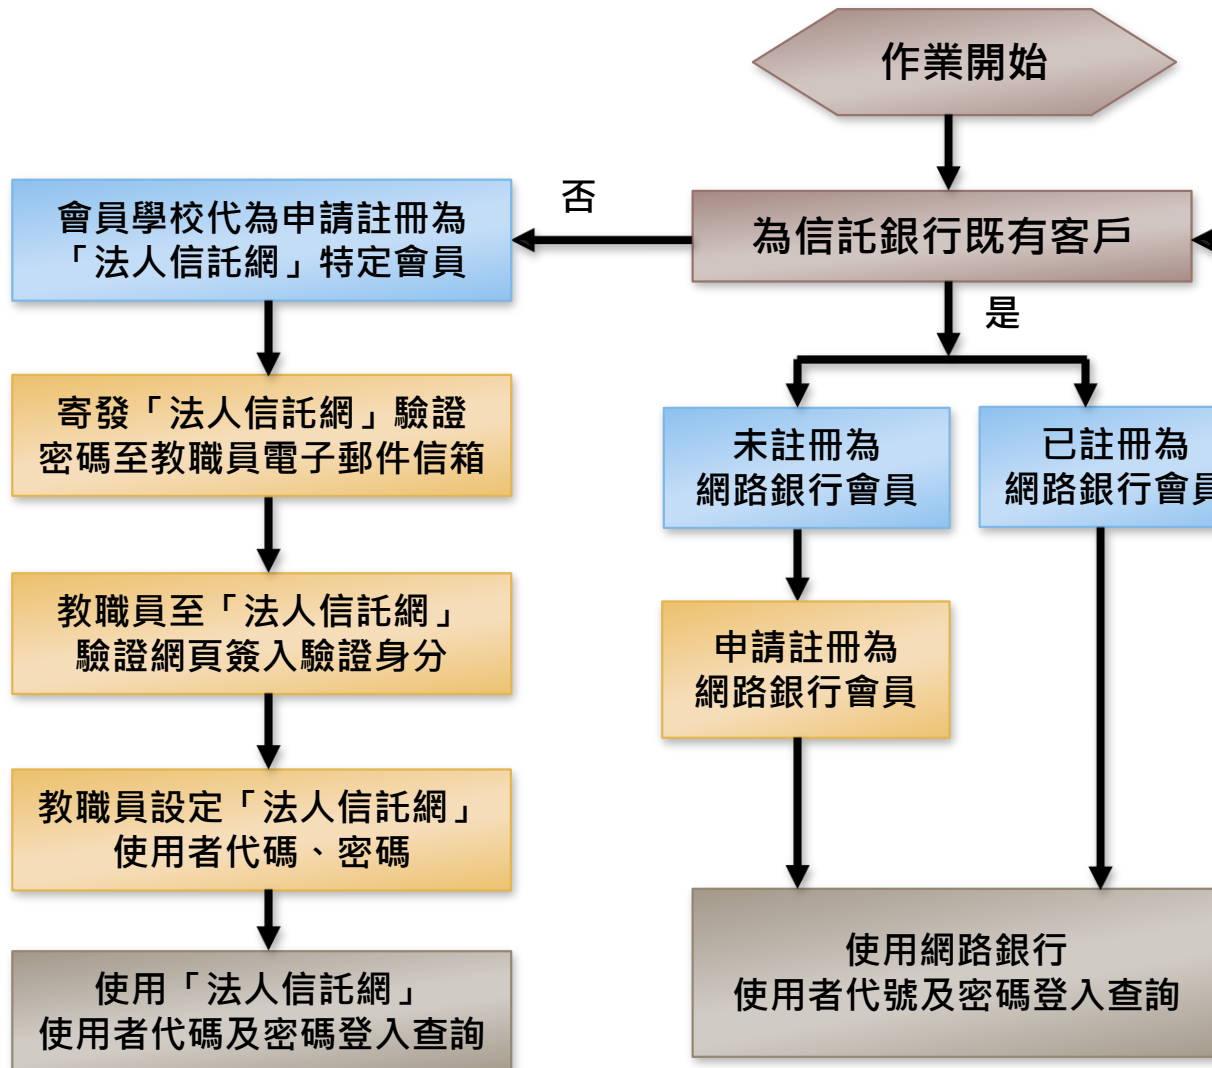 作業開始
為信託銀行既有客戶
否
是
會員學校代為申請註冊為
「法人信託網」特定會員
寄發「法人信託網」驗證
密碼至教職員電子郵件信箱
教職員至「法人信託網」
驗證網頁簽入驗證身分
教職員設定「法人信託網」
使用者代碼、密碼
使用「法人信託網」
使用者代碼及密碼登入查詢
未註冊為
網路銀行會員
已註冊為
網路銀行會員
申請註冊為
網路銀行會員
使用網路銀行
使用者代號及密碼登入查詢